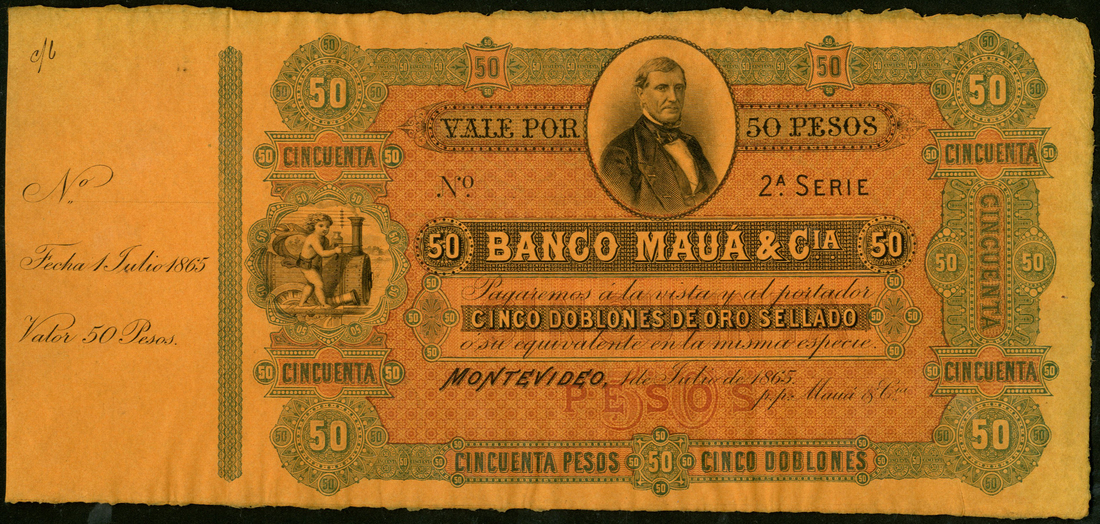 c/b
Nº
Fecha 1 Julio 1865
Valor 50 Pesos.
50 50 50 50
VALE POR 50 PESOS
CINCUENTA CINCUENTA
Nº 2ª SERIE
CINCUENTA
50 BANCO MAUÁ & CIA 50
Pagaremos á la vista y al portador
CINCO DOBLONES DE ORO SELLADO
o su equivalente en la misma especie.
MONTEVIDEO, 1 de Julio de 1865.
PESOS
p.pª Mauá & Cia
CINCUENTA CINCUENTA
50 50
CINCUENTA PESOS 50 CINCO DOBLONES